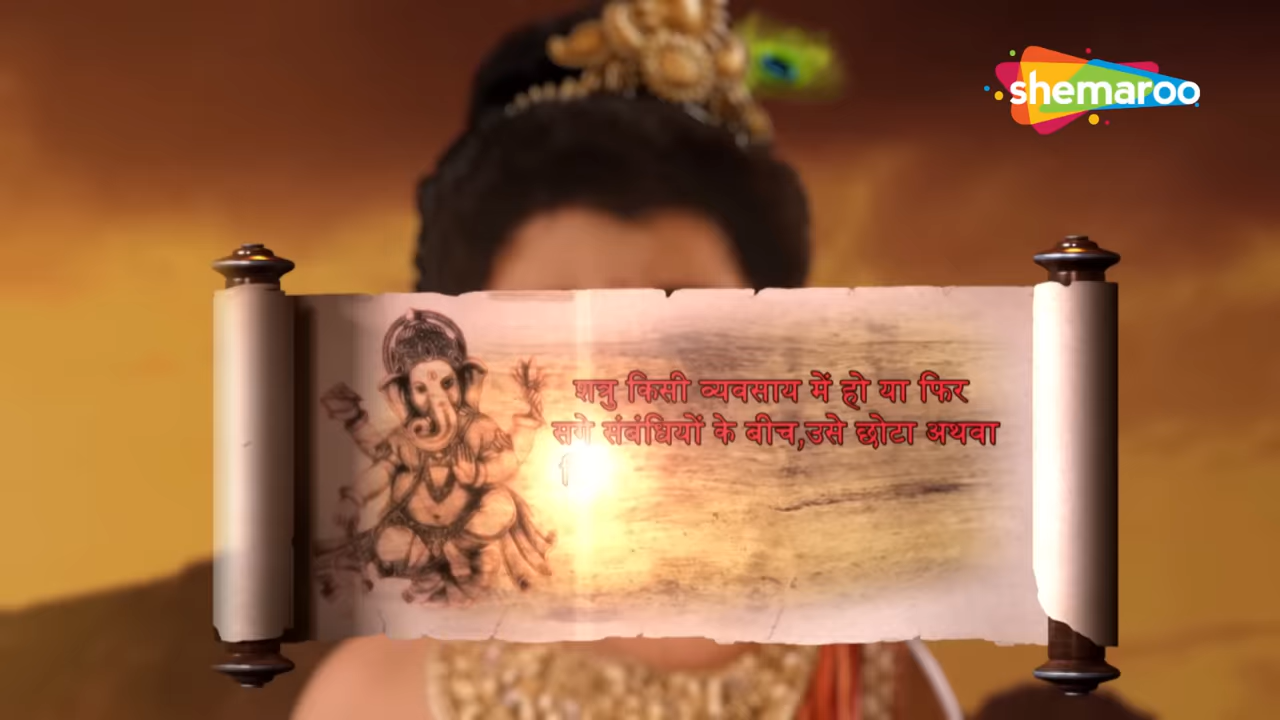 shemaroo
शत्रु किसी व्यवसाय में हो या फिर
सगे संबंधियों के बीच,उसे छोटा अथवा